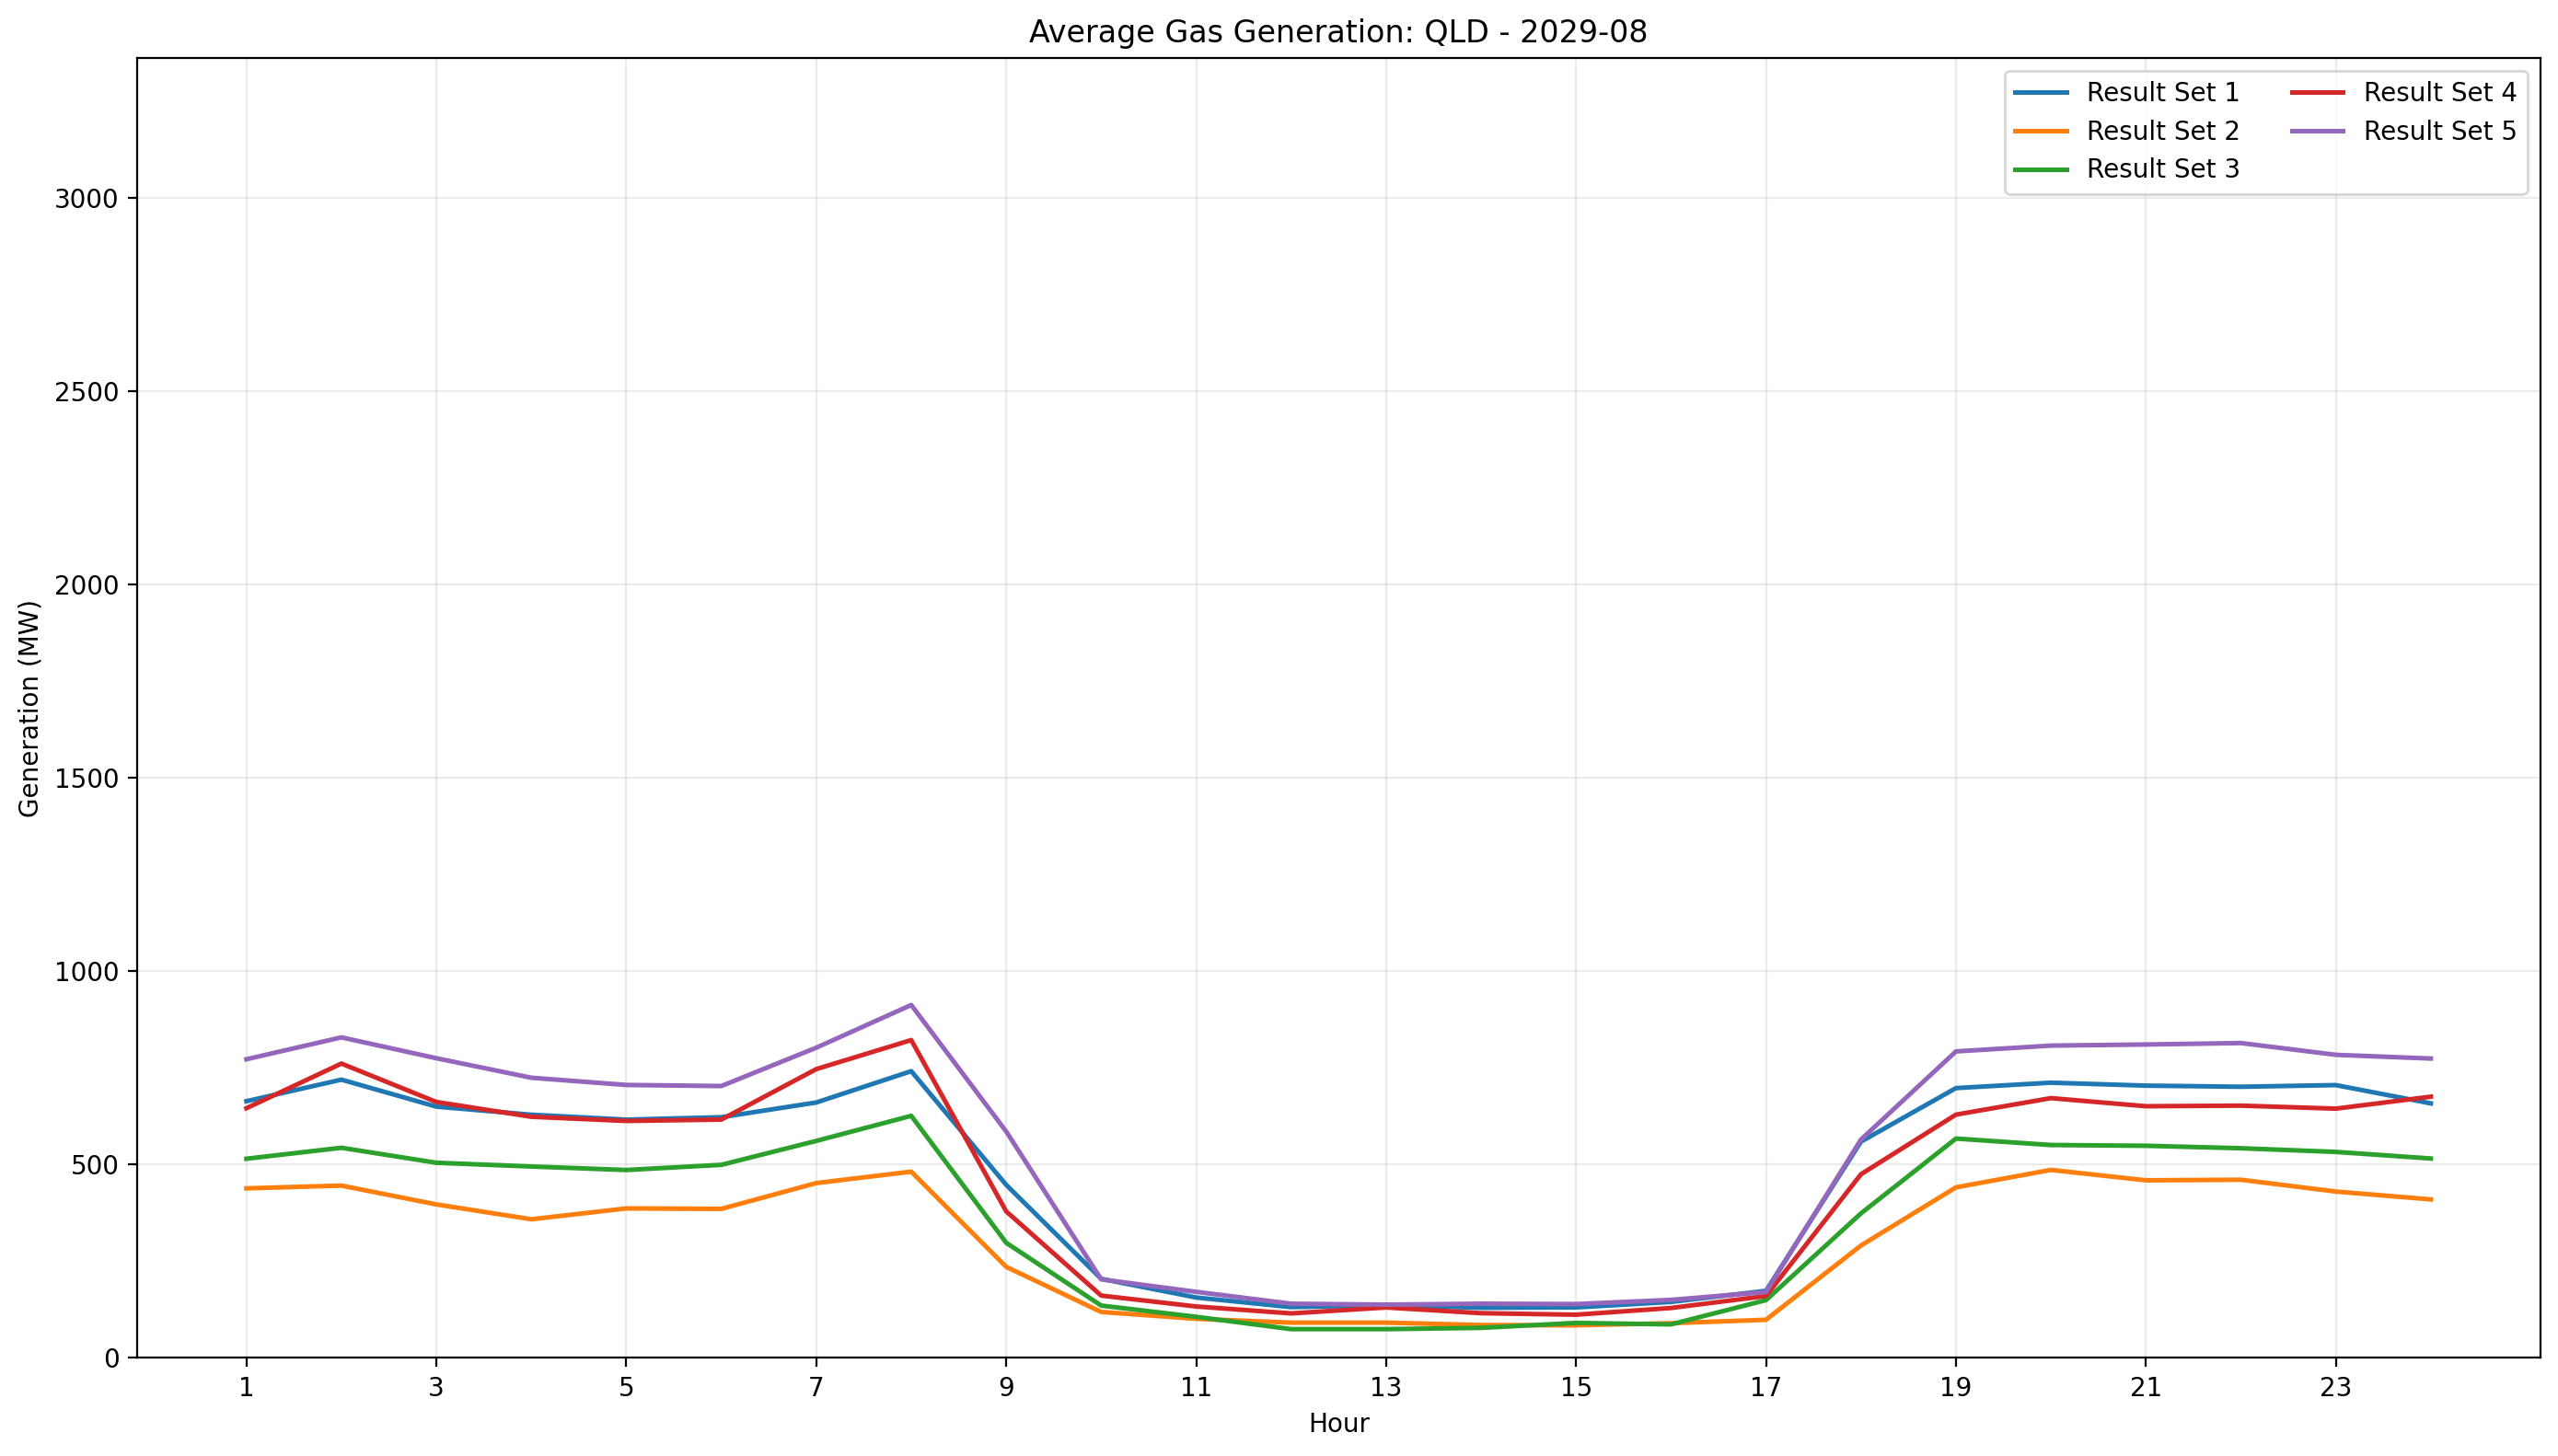 Average Gas Generation: QLD - 2029-08
Result Set 1
Result Set 2
Result Set 3
Result Set 4
Result Set 5
3000
2500
2000
1500
1000
500
0
Generation (MW)
1 3 5 7 9 11 13 15 17 19 21 23
Hour